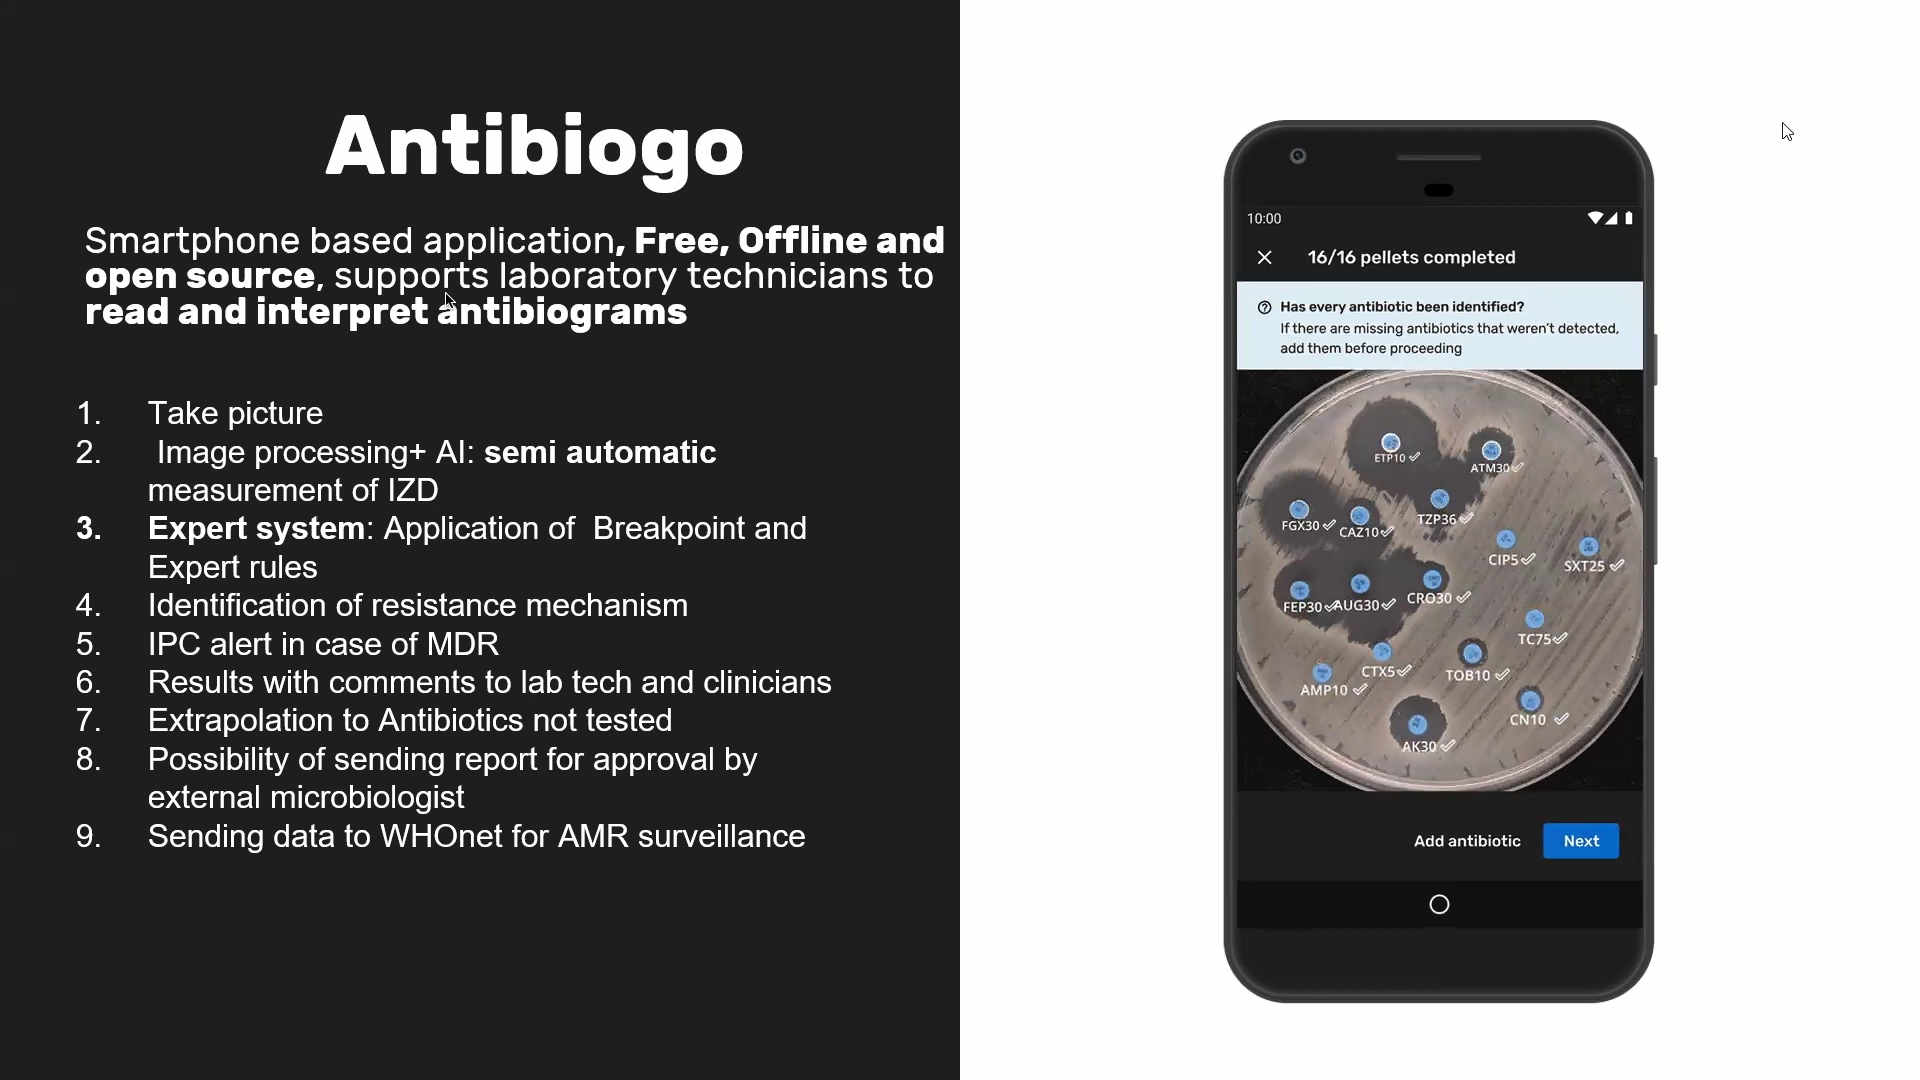 Antibiogo
Smartphone based application, Free, Offline and
open source, supports laboratory technicians to
read and interpret antibiograms
1. Take picture
2. Image processing+ AI: semi automatic
measurement of IZD
3. Expert system: Application of Breakpoint and
Expert rules
4. Identification of resistance mechanism
5. IPC alert in case of MDR
6. Results with comments to lab tech and clinicians
7. Extrapolation to Antibiotics not tested
8. Possibility of sending report for approval by
external microbiologist
9. Sending data to WHOnet for AMR surveillance
10:00
16/16 pellets completed
Has every antibiotic been identified?
If there are missing antibiotics that weren't detected,
add them before proceeding
ETP10
ATM30
TZP36
FGX30
CAZ10
CIP5
SXT25
FEP30
AUG30
CRO30
TC75
CTX5
TOB10
AMP10
CN10
AK30
Add antibiotic
Next